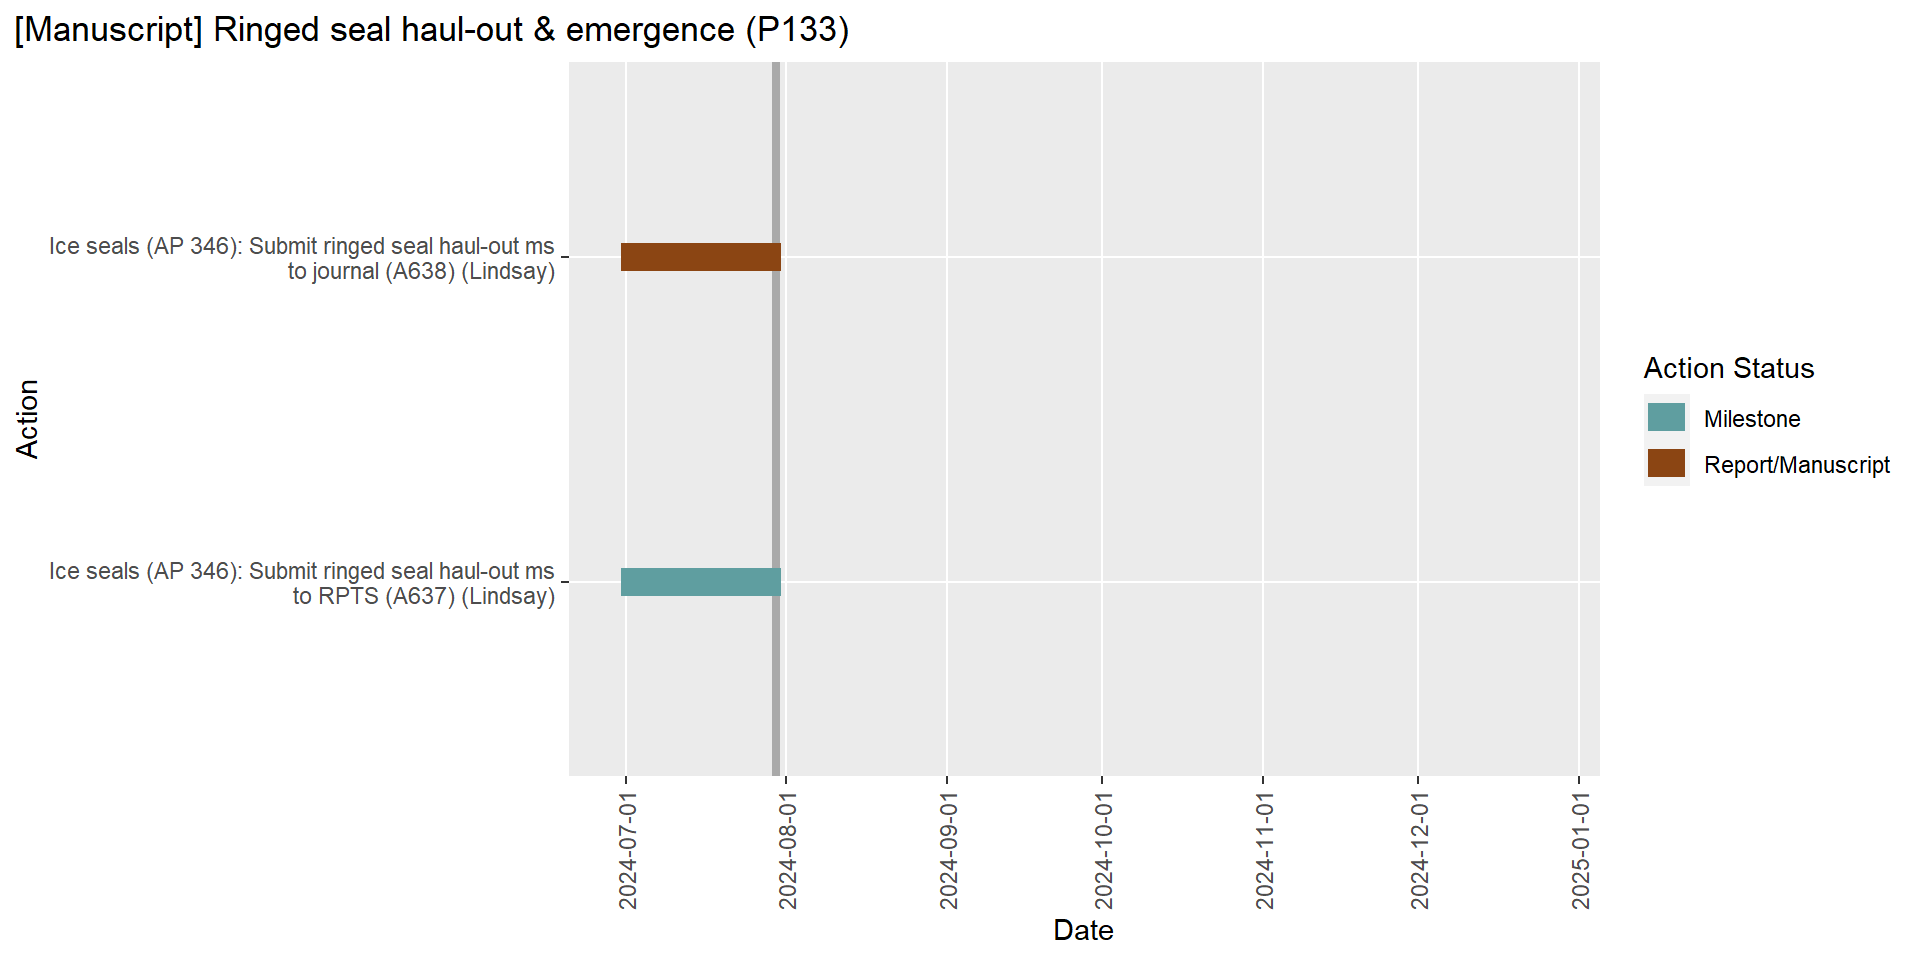 [Manuscript] Ringed seal haul-out & emergence (P133)
Action
Ice seals (AP 346): Submit ringed seal haul-out ms
to journal (A638) (Lindsay)
Ice seals (AP 346): Submit ringed seal haul-out ms
to RPTS (A637) (Lindsay)
2024-07-01
2024-08-01
2024-09-01
2024-10-01
2024-11-01
2024-12-01
2025-01-01
Date
Action Status
Milestone
Report/Manuscript